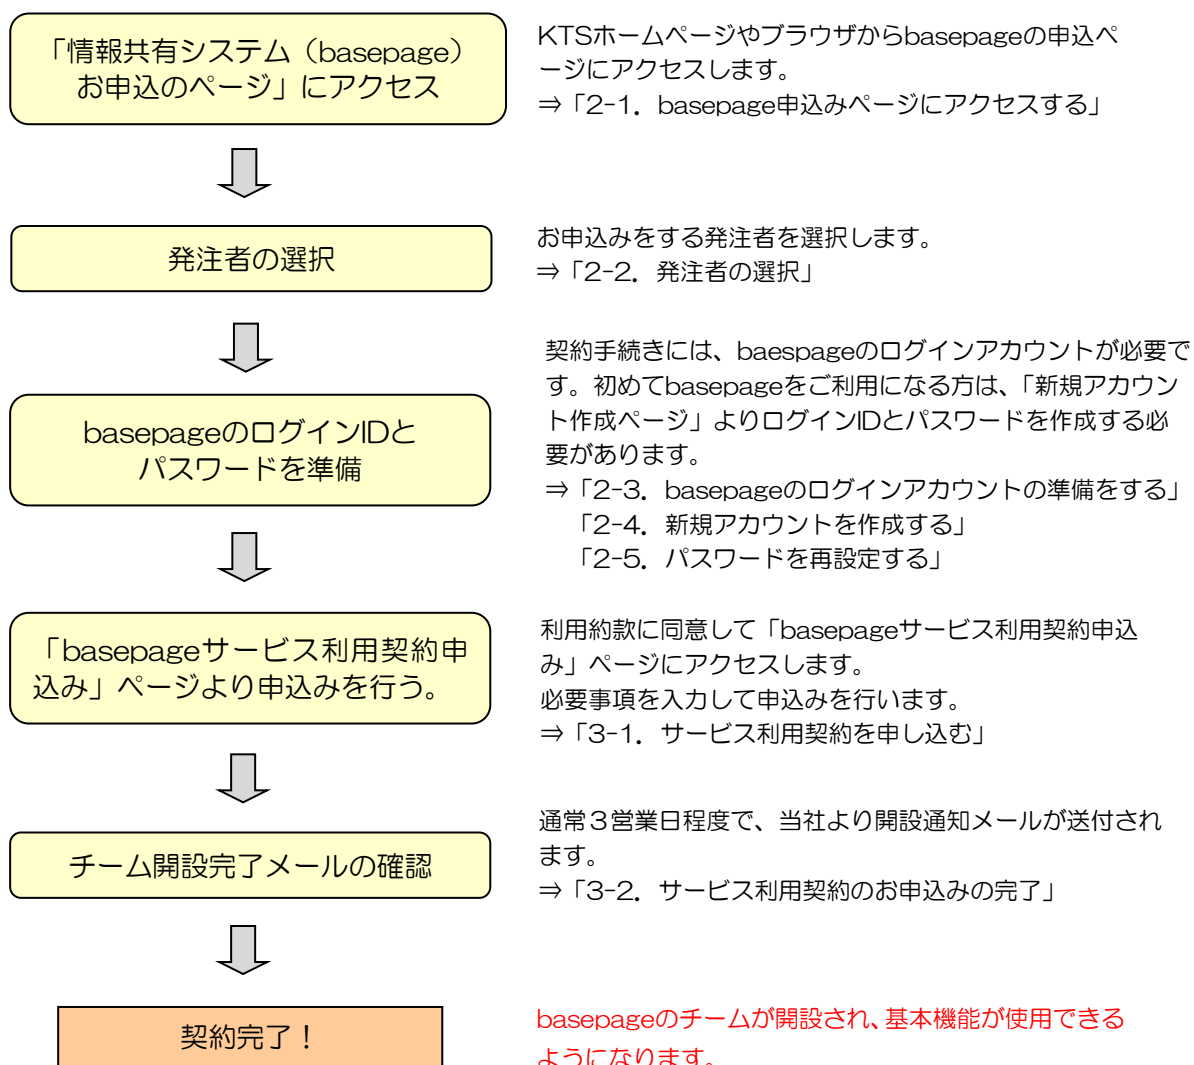 「情報共有システム（basepage）
お申込のページ」にアクセス
KTSホームページやブラウザからbasepageの申込ペ
ージにアクセスします。
⇒「2-1．basepage申込みページにアクセスする」
発注者の選択
お申込みをする発注者を選択します。
⇒「2-2．発注者の選択」
basepageのログインIDと
パスワードを準備
契約手続きには、baespageのログインアカウントが必要で
す。初めてbasepageをご利用になる方は、「新規アカウン
ト作成ページ」よりログインIDとパスワードを作成する必
要があります。
⇒「2-3．basepageのログインアカウントの準備をする」
「2-4．新規アカウントを作成する」
「2-5．パスワードを再設定する」
「basepageサービス利用契約申
込み」ページより申込みを行う。
利用約款に同意して「basepageサービス利用契約申込
み」ページにアクセスします。
必要事項を入力して申込みを行います。
⇒「3-1．サービス利用契約を申し込む」
チーム開設完了メールの確認
通常３営業日程度で、当社より開設通知メールが送付され
ます。
⇒「3-2．サービス利用契約のお申込みの完了」
契約完了！
basepageのチームが開設され、基本機能が使用できる
ようになります。